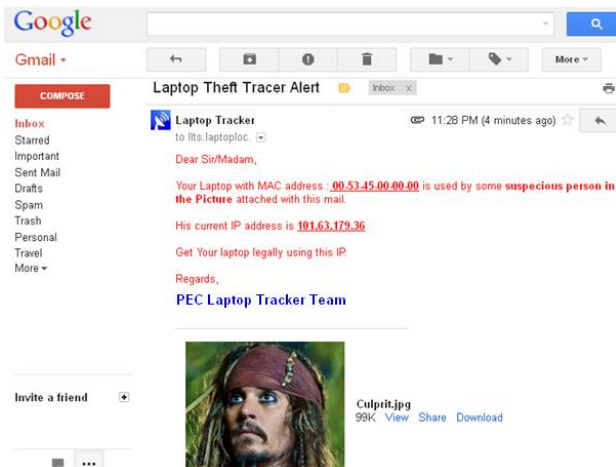 Google
Gmail
More
COMPOSE
Laptop Theft Tracer Alert
Inbox x
Inbox
Starred
Important
Sent Mail
Drafts
Spam
Trash
Personal
Travel
More
Laptop Tracker
11:28 PM (4 minutes ago)
to llts.laptoploc.
Dear Sir/Madam,
Your Laptop with MAC address : 00-53-45-00-00-00 is used by some suspecious person in
the Picture attached with this mail.
His current IP address is 101.63.179.36
Get Your laptop legally using this IP.
Regards,
PEC Laptop Tracker Team
Invite a friend
Culprit.jpg
99K View Share Download